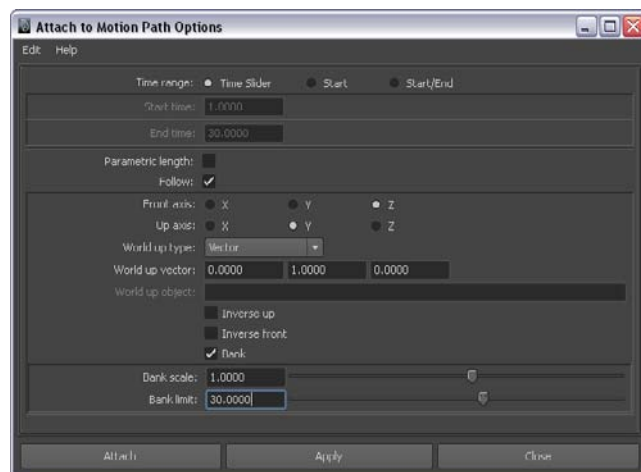 Attach to Motion Path Options
Edit Help
Time range: Time Slider Start Start/End
Start time: 1.0000
End time: 30.0000
Parametric length:
Follow:
Front axis: X Y Z
Up axis: X Y Z
World up type: Vector
World up vector: 0.0000 1.0000 0.0000
World up object:
Inverse up
Inverse front
Bank
Bank scale: 1.0000
Bank limit: 30.0000
Attach Apply Close